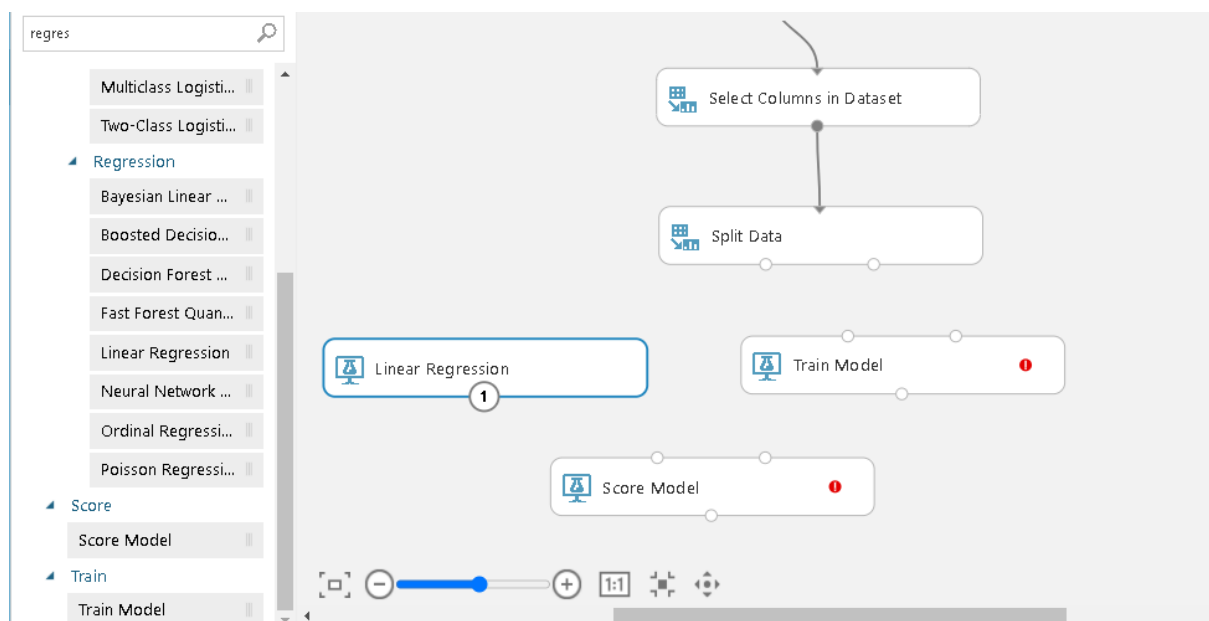 regres
Multiclass Logisti...
Two-Class Logisti...
Regression
Bayesian Linear ...
Boosted Decisio...
Decision Forest ...
Fast Forest Quan...
Linear Regression
Neural Network ...
Ordinal Regressi...
Poisson Regressi...
Score
Score Model
Train
Train Model
Select Columns in Dataset
Split Data
Linear Regression
1
Train Model
Score Model
1:1